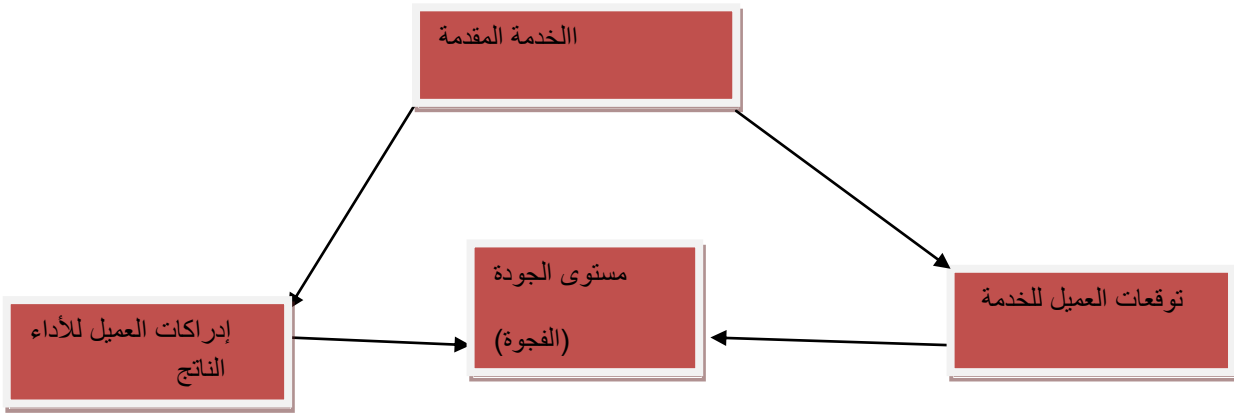 االخدمة المقدمة
مستوى الجودة
(الفجوة)
توقعات العميل للخدمة
إدراكات العميل للأداء
الناتج